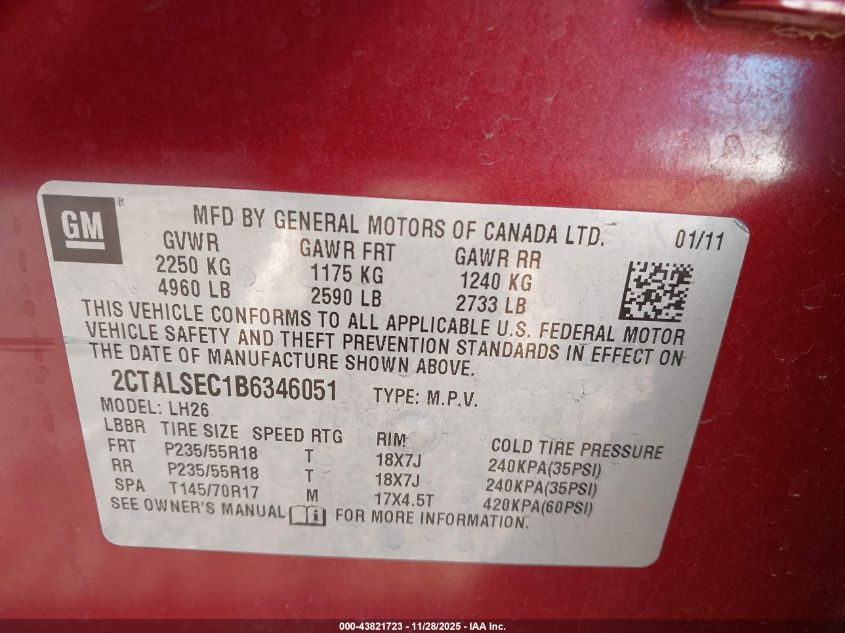 GM ®
MFD BY GENERAL MOTORS OF CANADA LTD. 01/11
GVWR GAWR FRT GAWR RR
2250 KG 1175 KG 1240 KG
4960 LB 2590 LB 2733 LB
THIS VEHICLE CONFORMS TO ALL APPLICABLE U.S. FEDERAL MOTOR
VEHICLE SAFETY AND THEFT PREVENTION STANDARDS IN EFFECT ON
THE DATE OF MANUFACTURE SHOWN ABOVE.
2CTALSEC1B6346051 TYPE: M.P.V.
MODEL: LH26
LBBR TIRE SIZE SPEED RTG RIM COLD TIRE PRESSURE
FRT P235/55R18 T 18X7J 240KPA(35PSI)
RR P235/55R18 T 18X7J 240KPA(35PSI)
SPA T145/70R17 M 17X4.5T 420KPA(60PSI)
SEE OWNER'S MANUAL FOR MORE INFORMATION.
000-43821723 - 11/28/2025 - IAA Inc.